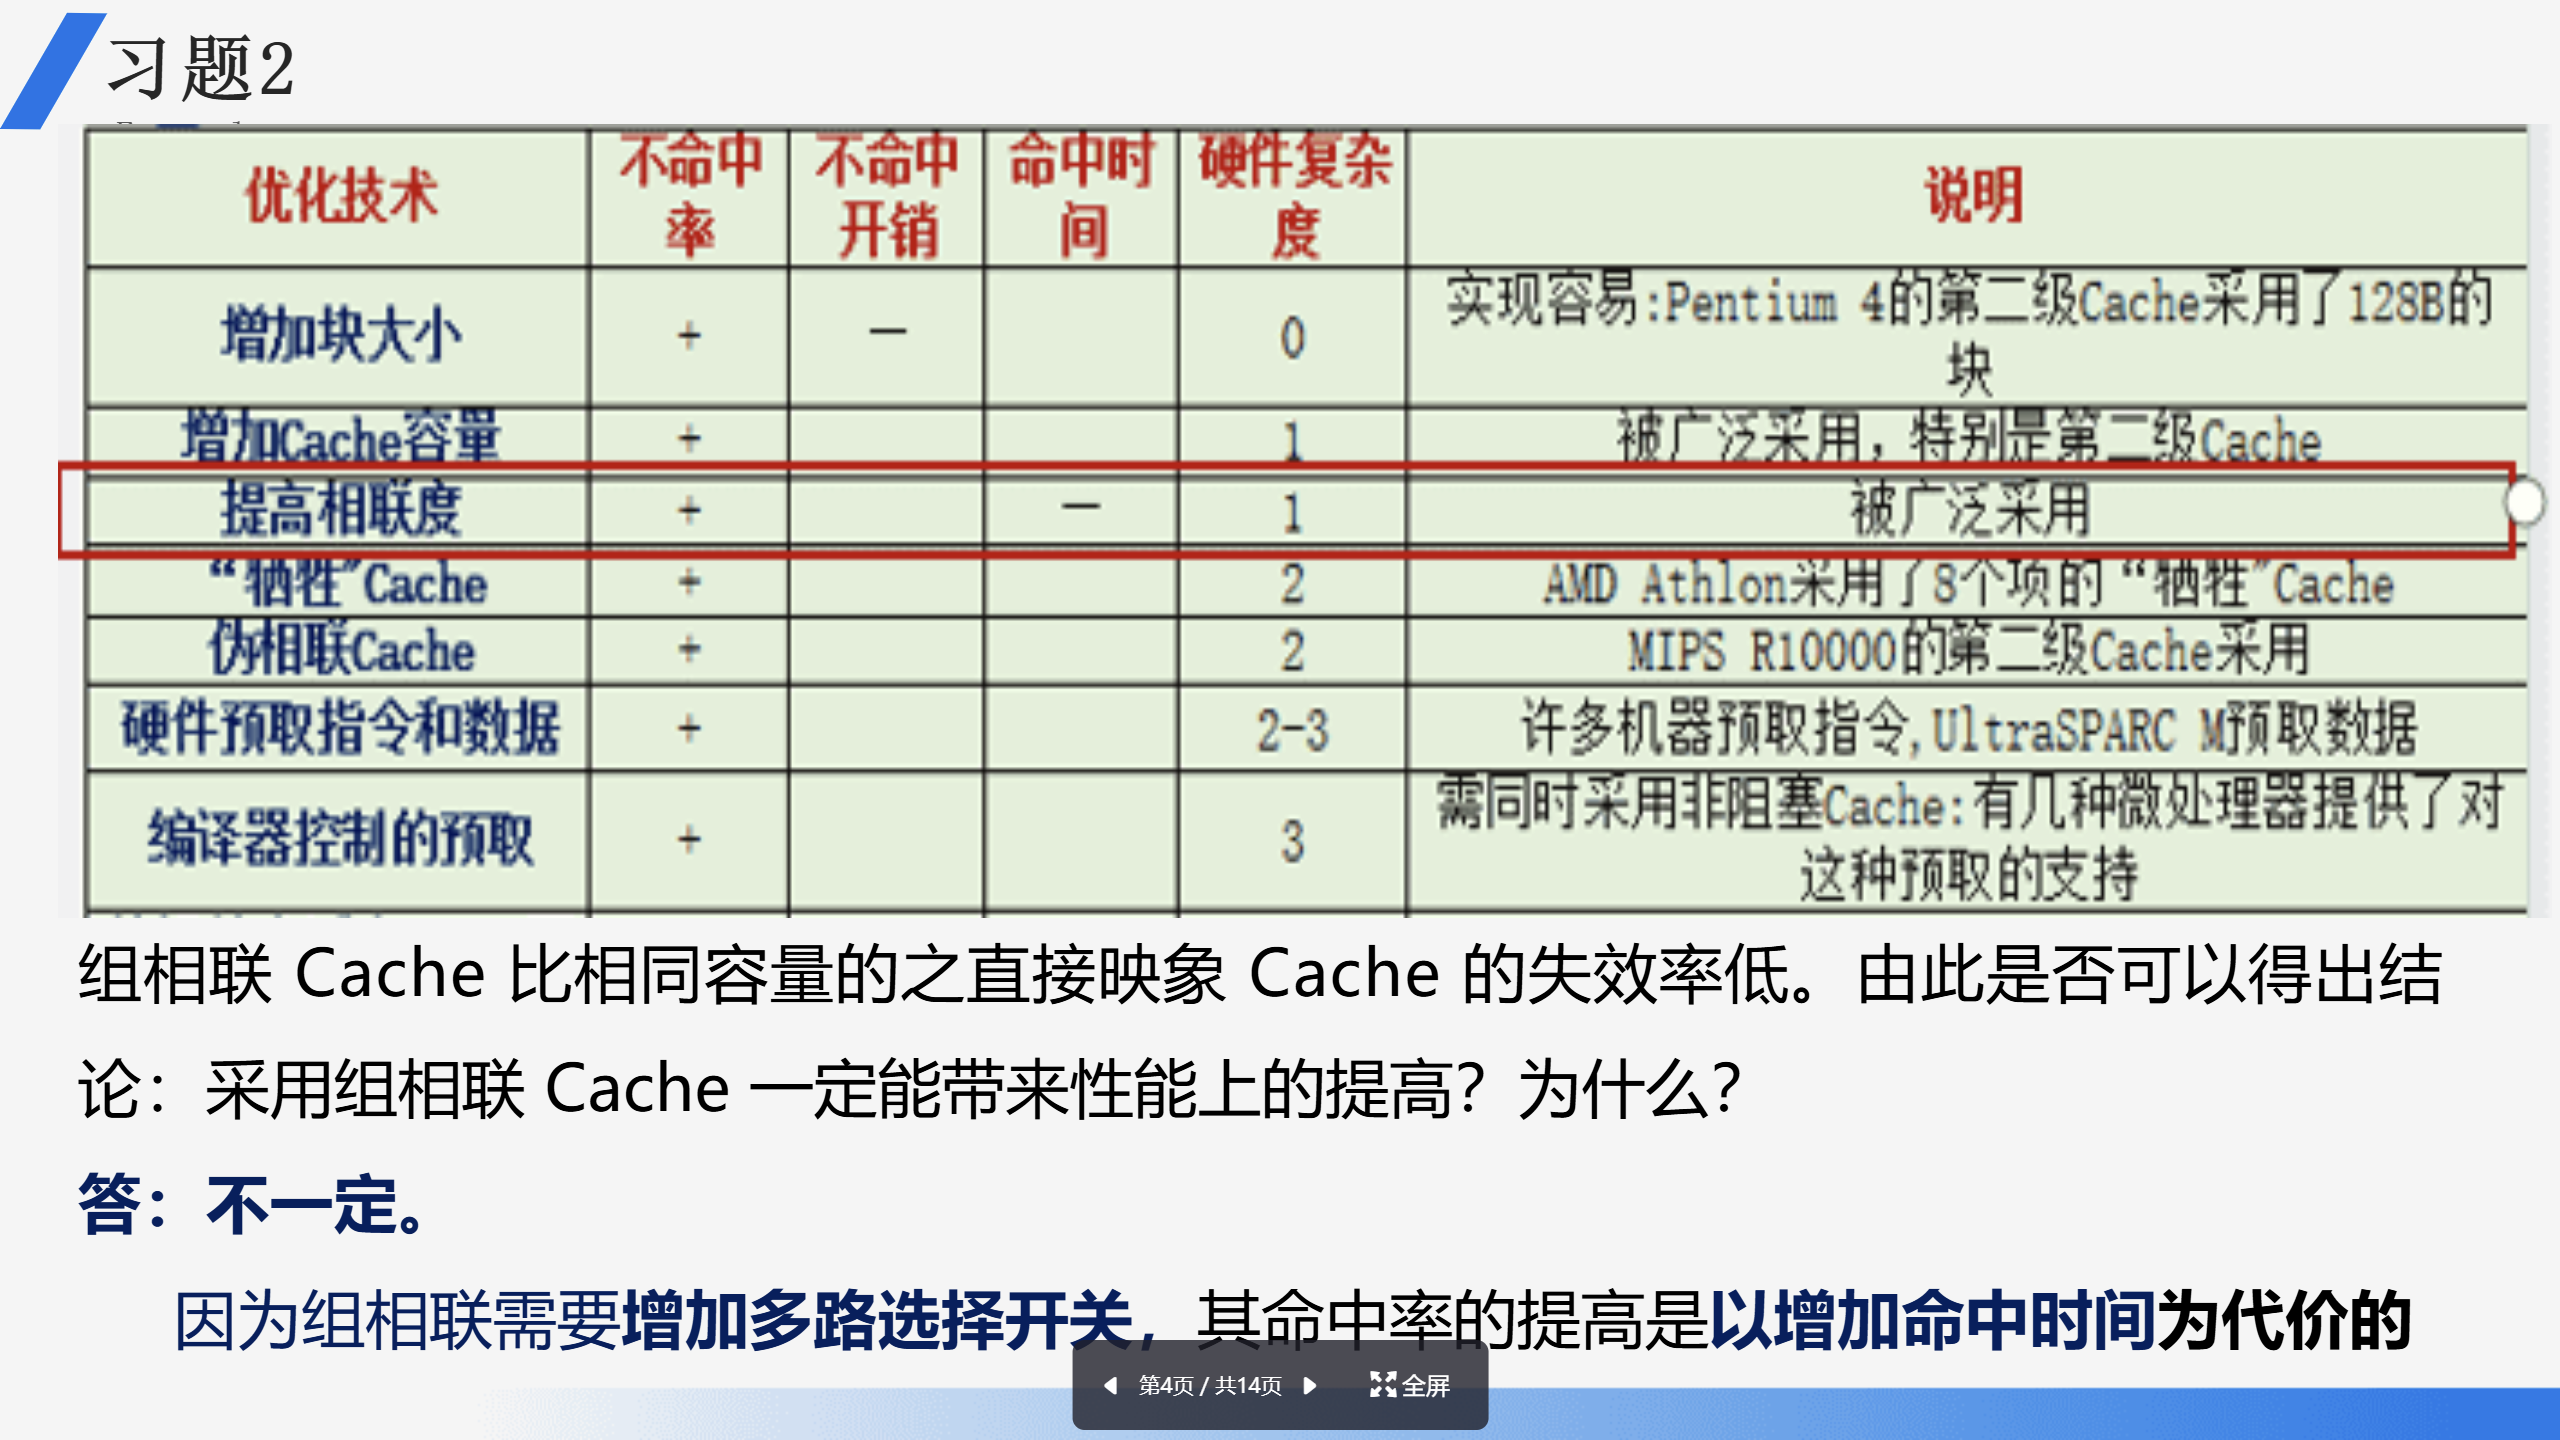 习题2
优化技术 不命中率 不命中开销 命中时间 硬件复杂度 说明
增加块大小 + — 0 实现容易:Pentium 4的第二级Cache采用了128B的块
增加Cache容量 + 1 被广泛采用，特别是第二级Cache
提高相联度 + — 1 被广泛采用
“牺牲”Cache + 2 AMD Athlon采用了8个项的“牺牲”Cache
伪相联Cache + 2 MIPS R10000的第二级Cache采用
硬件预取指令和数据 + 2-3 许多机器预取指令,UltraSPARC M预取数据
编译器控制的预取 + 3 需同时采用非阻塞Cache:有几种微处理器提供了对这种预取的支持
组相联 Cache 比相同容量的之直接映象 Cache 的失效率低。由此是否可以得出结
论：采用组相联 Cache 一定能带来性能上的提高？为什么？
答：不一定。
因为组相联需要增加多路选择开关，其命中率的提高是以增加命中时间为代价的
第4页 / 共14页 全屏